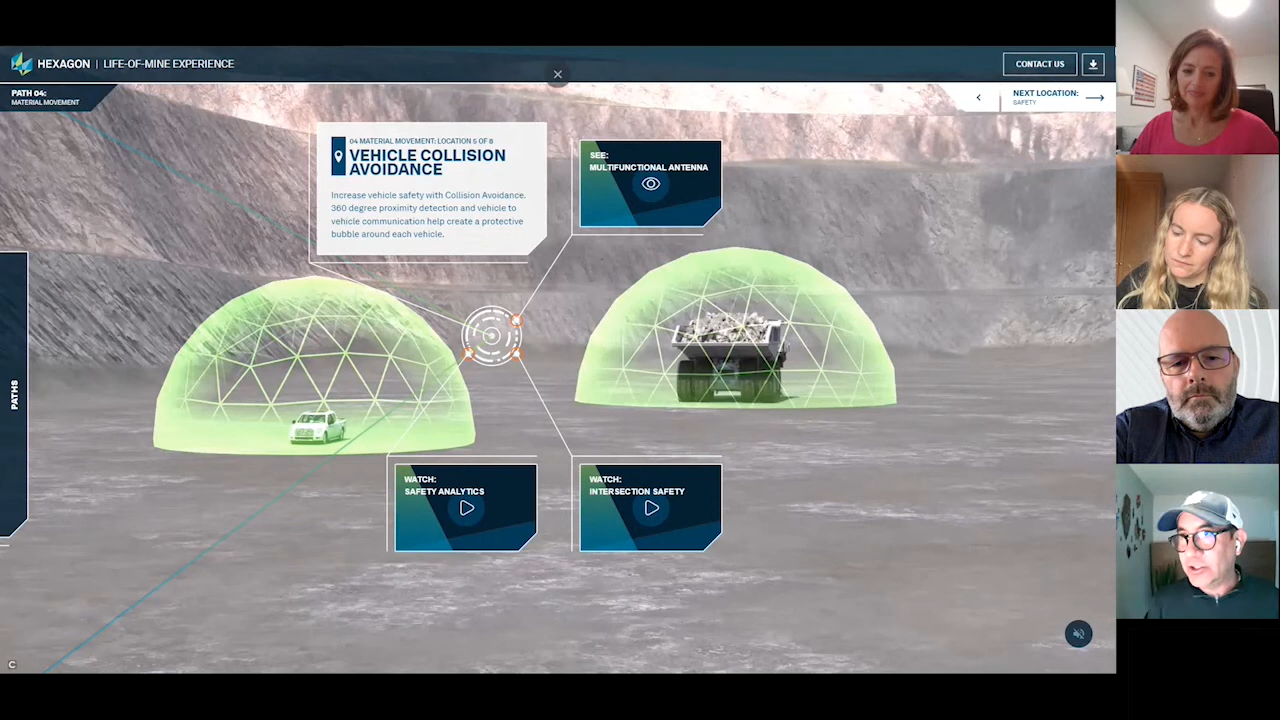 HEXAGON | LIFE-OF-MINE EXPERIENCE
CONTACT US
PATH 04:
MATERIAL MOVEMENT
NEXT LOCATION:
SAFETY
04 MATERIAL MOVEMENT: LOCATION 5 OF 8
VEHICLE COLLISION
AVOIDANCE
Increase vehicle safety with Collision Avoidance.
360 degree proximity detection and vehicle to
vehicle communication help create a protective
bubble around each vehicle.
SEE:
MULTIFUNCTIONAL ANTENNA
PATHS
WATCH:
SAFETY ANALYTICS
WATCH:
INTERSECTION SAFETY
C